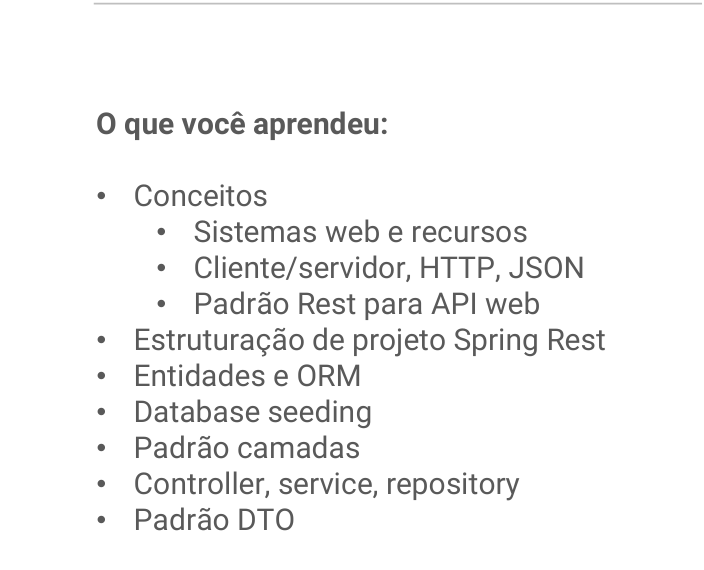 O que você aprendeu:
• Conceitos
• Sistemas web e recursos
• Cliente/servidor, HTTP, JSON
• Padrão Rest para API web
• Estruturação de projeto Spring Rest
• Entidades e ORM
• Database seeding
• Padrão camadas
• Controller, service, repository
• Padrão DTO